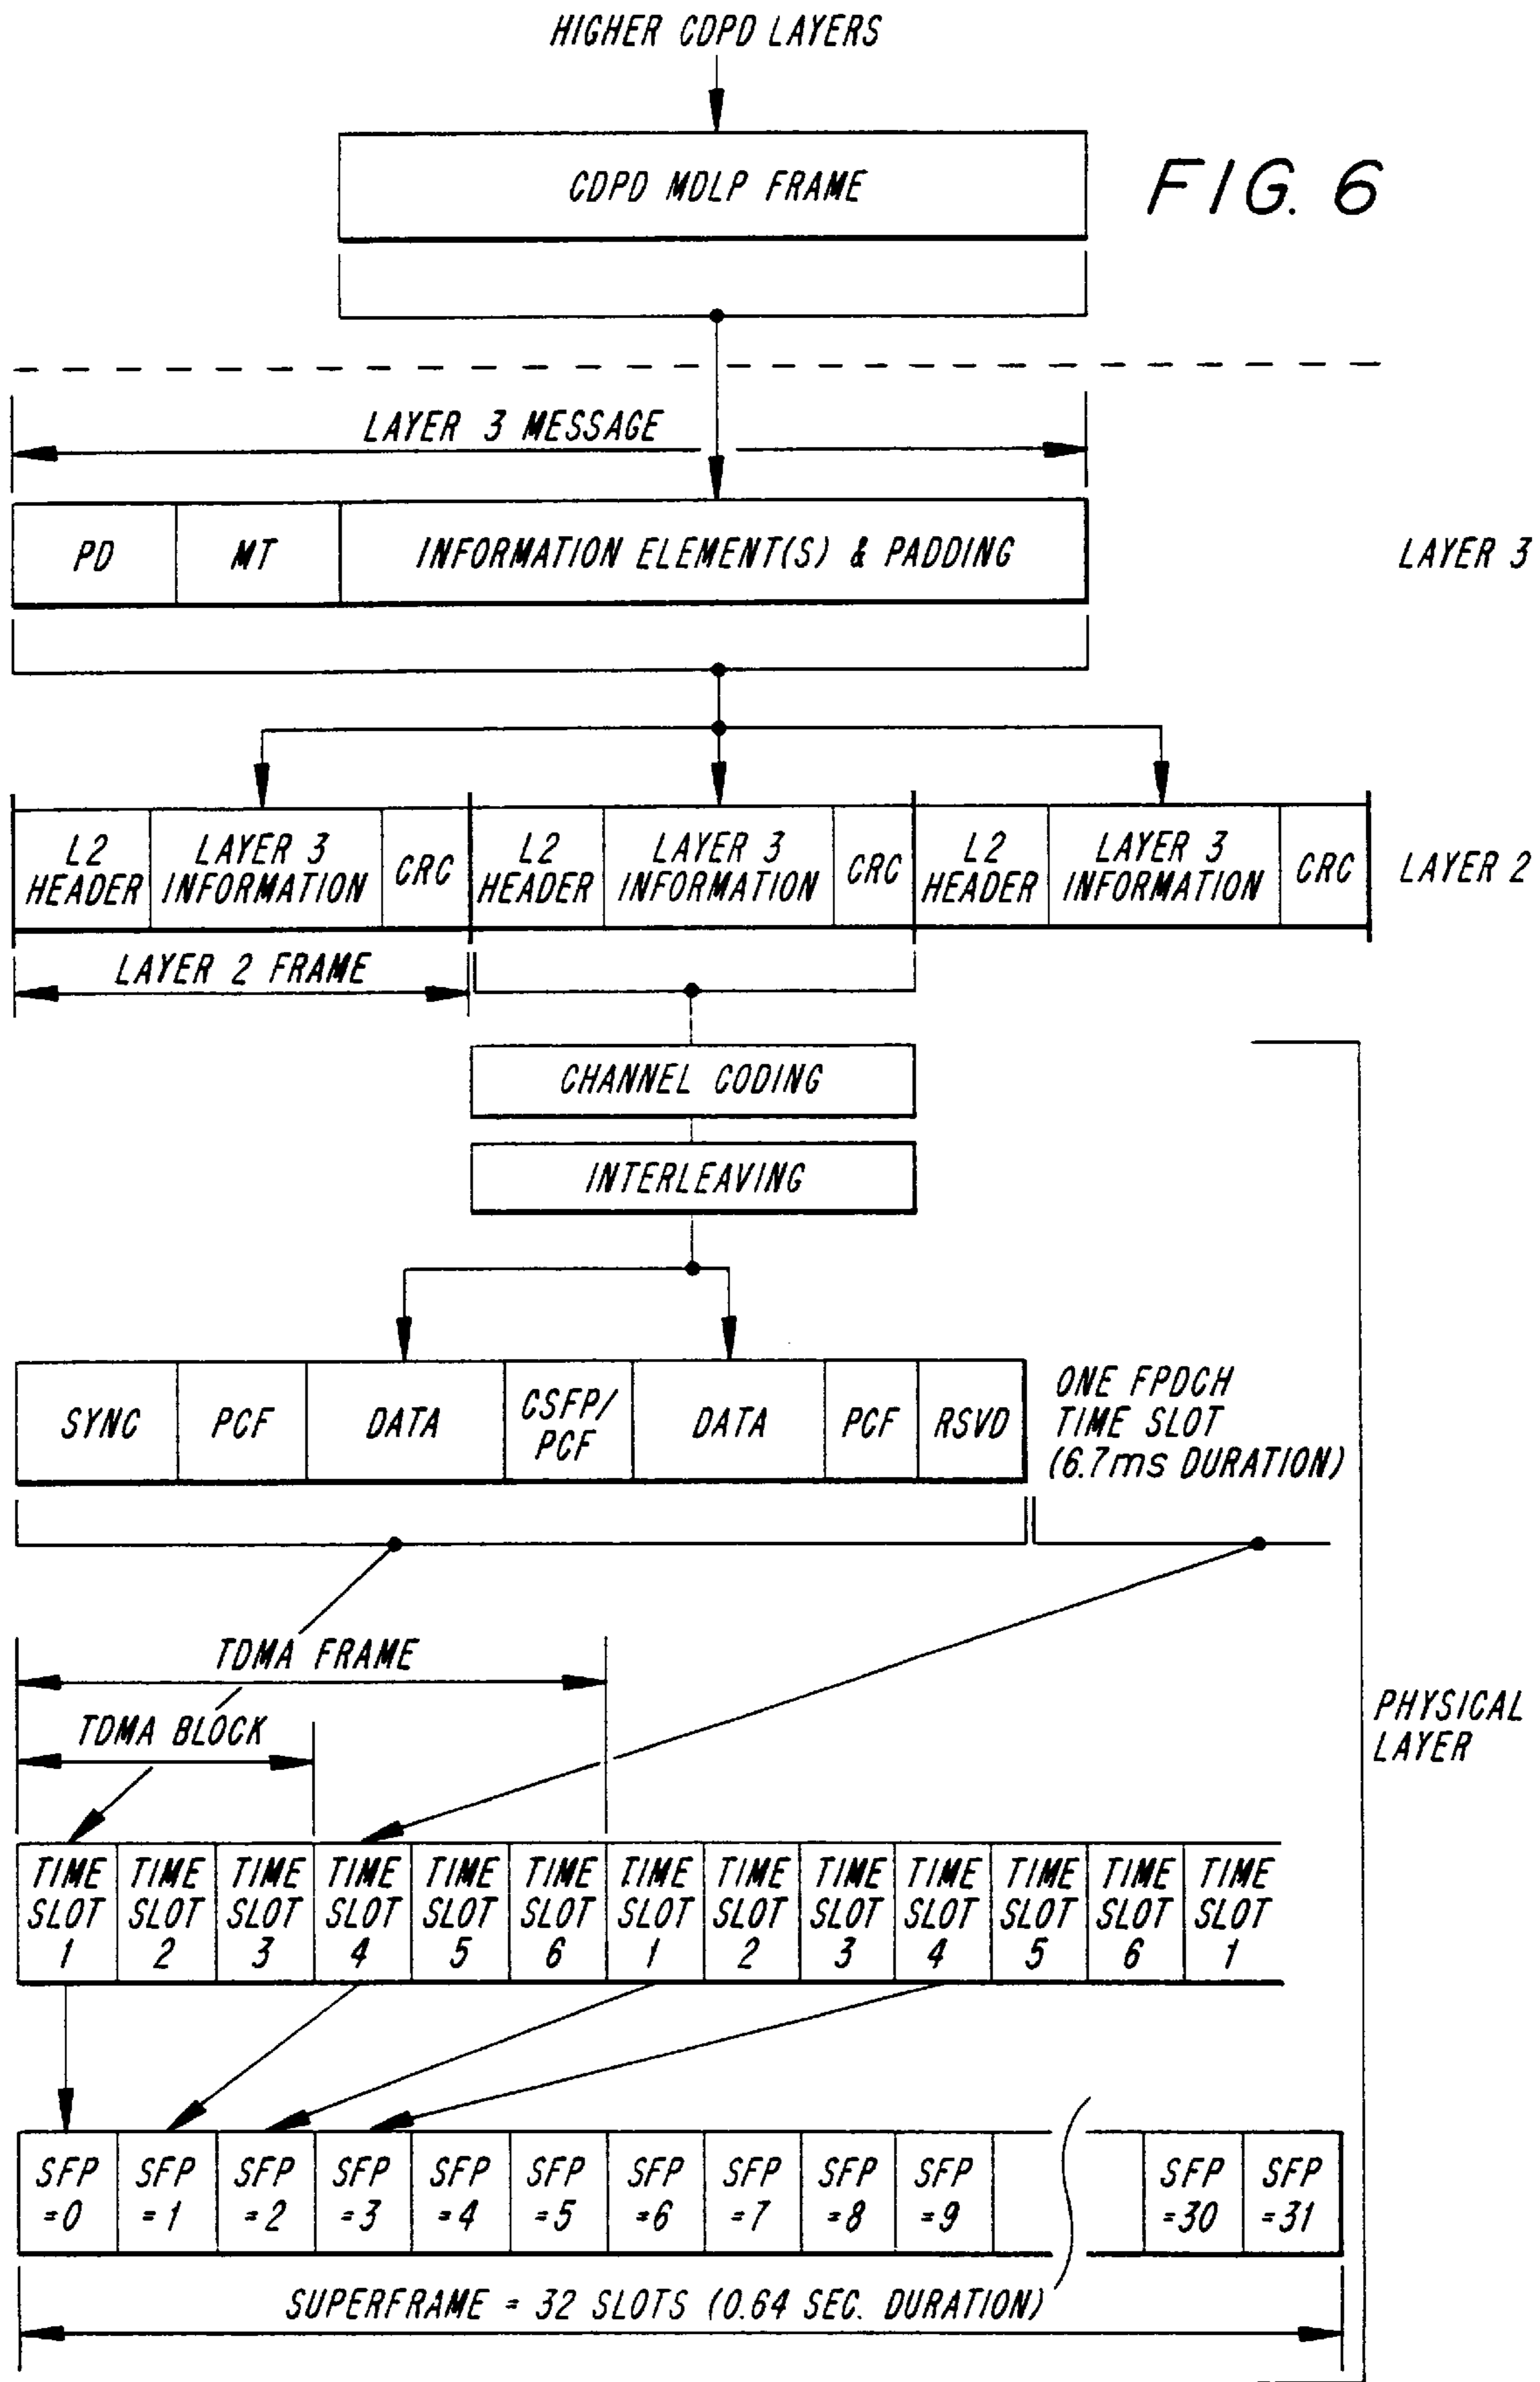 HIGHER CDPD LAYERS
CDPD MDLP FRAME
FIG. 6
LAYER 3 MESSAGE
PD
MT
INFORMATION ELEMENT(S) & PADDING
LAYER 3
L2
HEADER
LAYER 3
INFORMATION
CRC
L2
HEADER
LAYER 3
INFORMATION
CRC
L2
HEADER
LAYER 3
INFORMATION
CRC
LAYER 2
LAYER 2 FRAME
CHANNEL CODING
INTERLEAVING
SYNC
PCF
DATA
CSFP/
PCF
DATA
PCF
RSVD
ONE FPDCH
TIME SLOT
(6.7ms DURATION)
TDMA FRAME
TDMA BLOCK
PHYSICAL
LAYER
TIME
SLOT
1
TIME
SLOT
2
TIME
SLOT
3
TIME
SLOT
4
TIME
SLOT
5
TIME
SLOT
6
TIME
SLOT
1
TIME
SLOT
2
TIME
SLOT
3
TIME
SLOT
4
TIME
SLOT
5
TIME
SLOT
6
TIME
SLOT
1
SFP
=0
SFP
=1
SFP
=2
SFP
=3
SFP
=4
SFP
=5
SFP
=6
SFP
=7
SFP
=8
SFP
=9
SFP
=30
SFP
=31
SUPERFRAME = 32 SLOTS (0.64 SEC. DURATION)